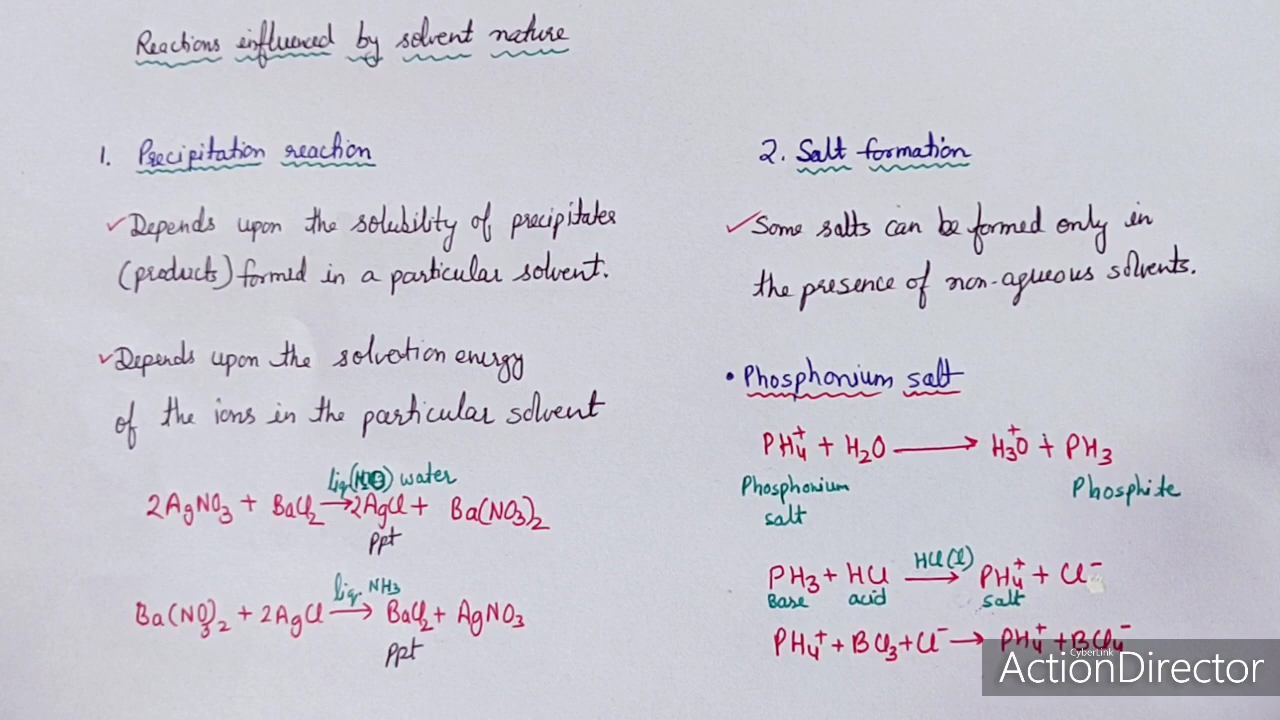 Reactions influenced by solvent nature
1. Precipitation reaction
✓Depends upon the solubility of precipitates
(products) formed in a particular solvent.
✓Depends upon the solvation energy
of the ions in the particular solvent
liq. water
2AgNO₃ + BaCl₂ → 2AgCl + Ba(NO₃)₂
ppt
liq. NH₃
Ba(NO₃)₂ + 2AgCl → BaCl₂ + AgNO₃
ppt
2. Salt formation
✓Some salts can be formed only in
the presence of non-aqueous solvents.
• Phosphonium salt
PH₄⁺ + H₂O → H₃O⁺ + PH₃
Phosphonium Phosphite
salt
HCl(l)
PH₃ + HCl → PH₄⁺ + Cl⁻
Base acid salt
PH₄⁺ + BCl₃ + Cl⁻ → PH₄⁺ + BCl₄⁻
CyberLink
ActionDirector